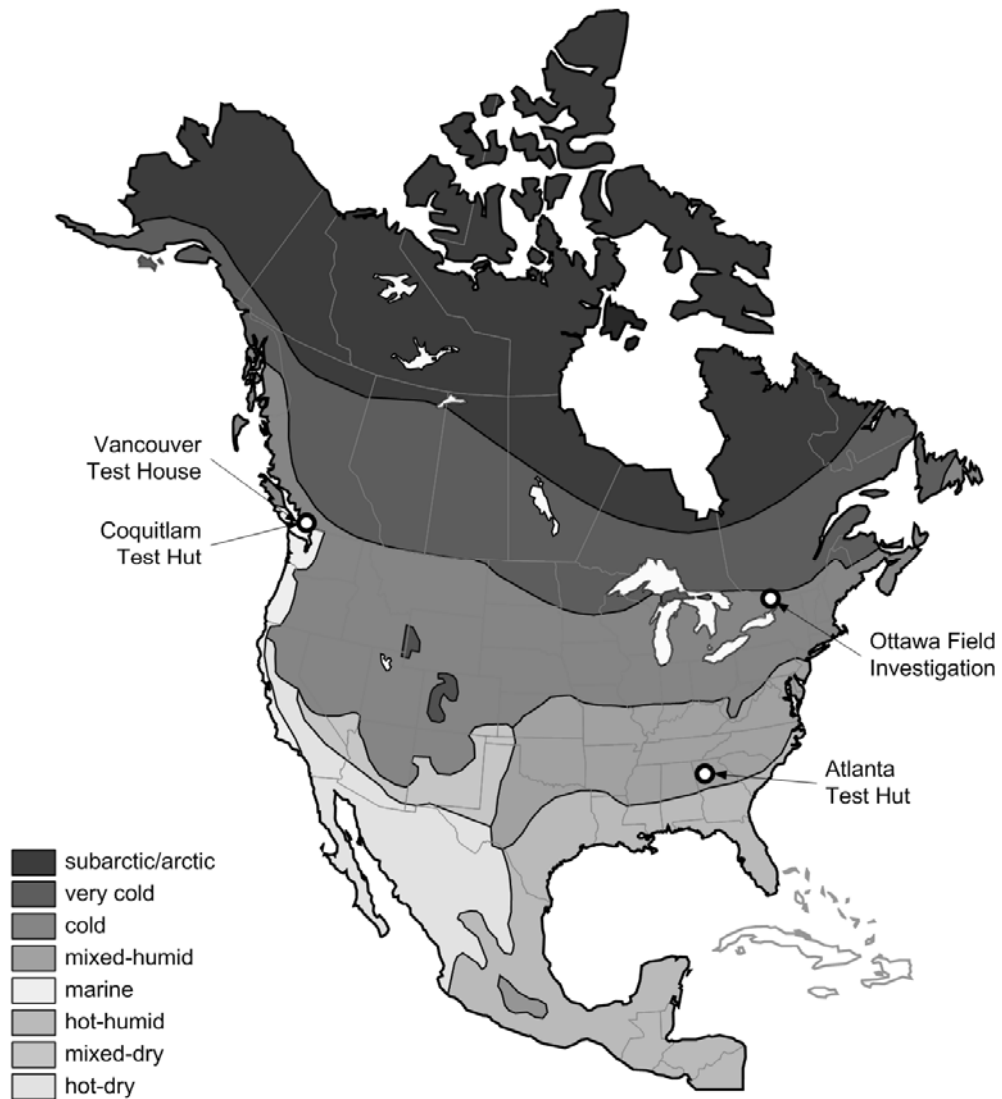 Vancouver
Test House
Coquitlam
Test Hut
Ottawa Field
Investigation
Atlanta
Test Hut
subarctic/arctic
very cold
cold
mixed-humid
marine
hot-humid
mixed-dry
hot-dry